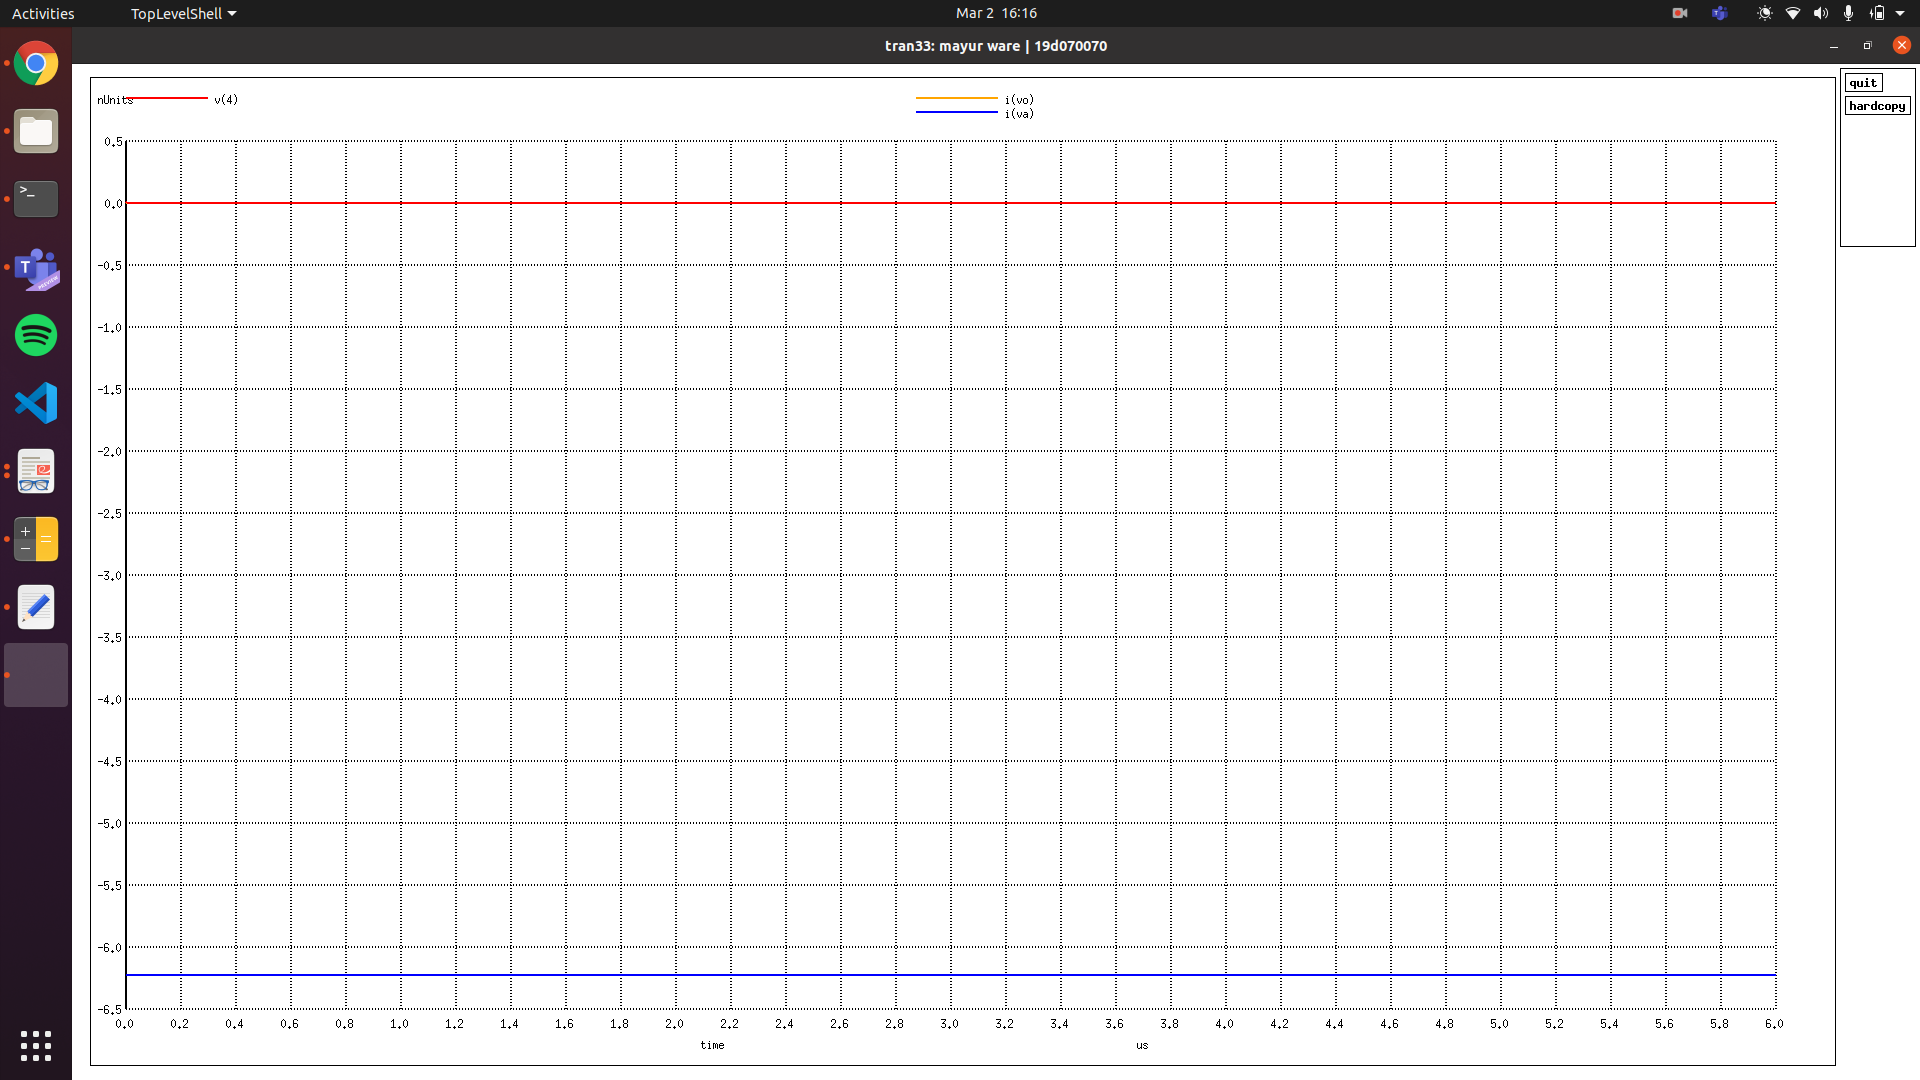 Activities TopLevelShell Mar 2 16:16
tran33: mayur ware | 19d070070
quit
hardcopy
nUnits v(4) i(vo)
i(va)
0.5
0.0
-0.5
-1.0
-1.5
-2.0
-2.5
-3.0
-3.5
-4.0
-4.5
-5.0
-5.5
-6.0
-6.5
0.0 0.2 0.4 0.6 0.8 1.0 1.2 1.4 1.6 1.8 2.0 2.2 2.4 2.6 2.8 3.0 3.2 3.4 3.6 3.8 4.0 4.2 4.4 4.6 4.8 5.0 5.2 5.4 5.6 5.8 6.0
time us
>_
T
PREVIEW